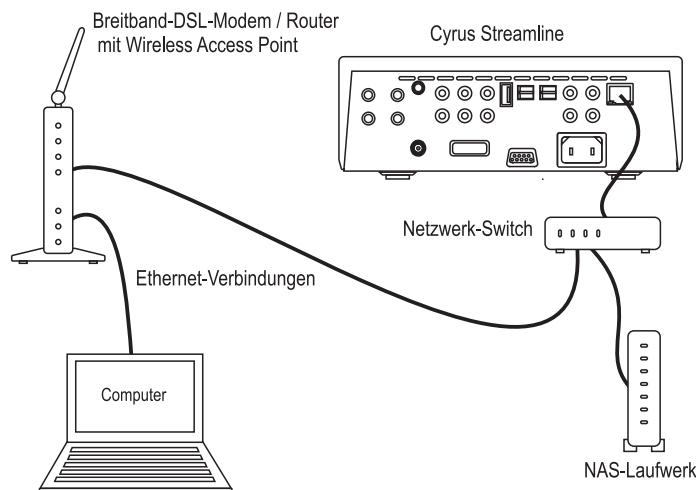 Breitband-DSL-Modem / Router
mit Wireless Access Point
Cyrus Streamline
Netzwerk-Switch
Ethernet-Verbindungen
Computer
NAS-Laufwerk